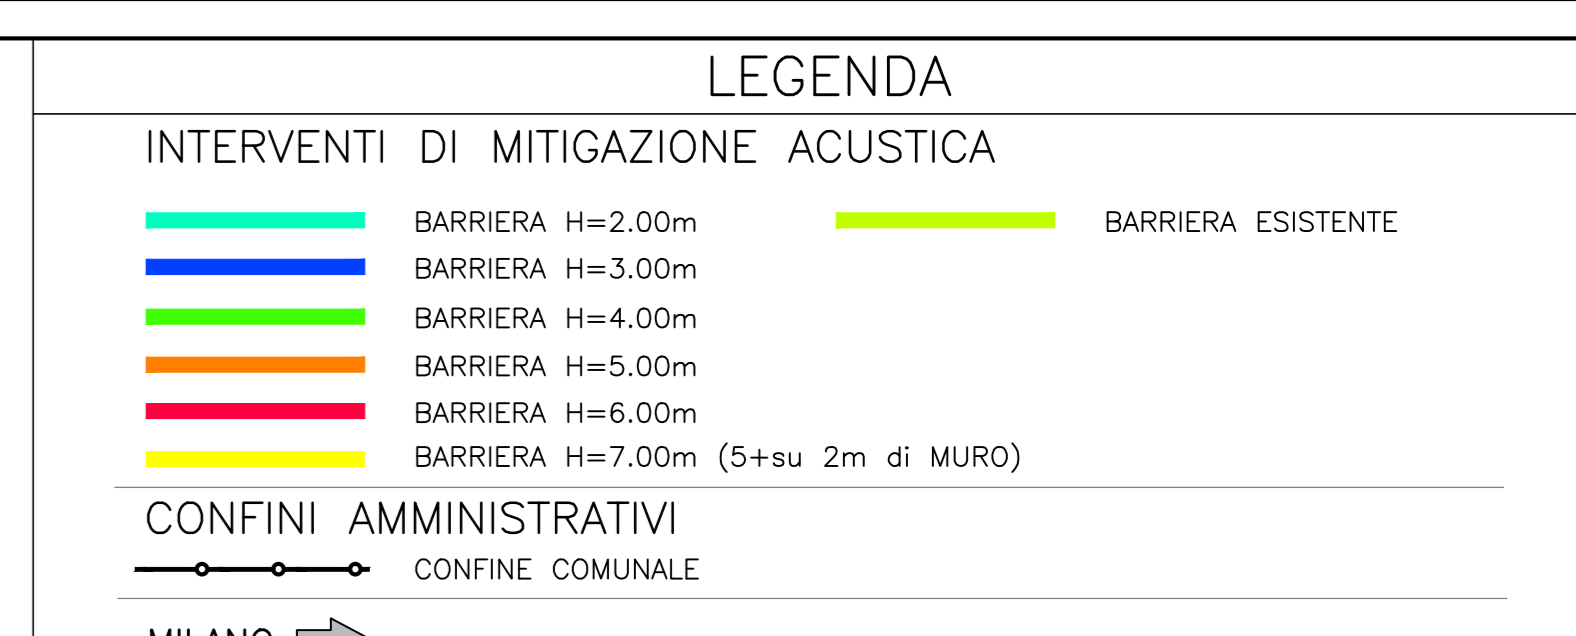 LEGENDA
INTERVENTI DI MITIGAZIONE ACUSTICA
BARRIERA H=2.00m
BARRIERA ESISTENTE
BARRIERA H=3.00m
BARRIERA H=4.00m
BARRIERA H=5.00m
BARRIERA H=6.00m
BARRIERA H=7.00m (5+su 2m di MURO)
CONFINI AMMINISTRATIVI
CONFINE COMUNALE
MILANO